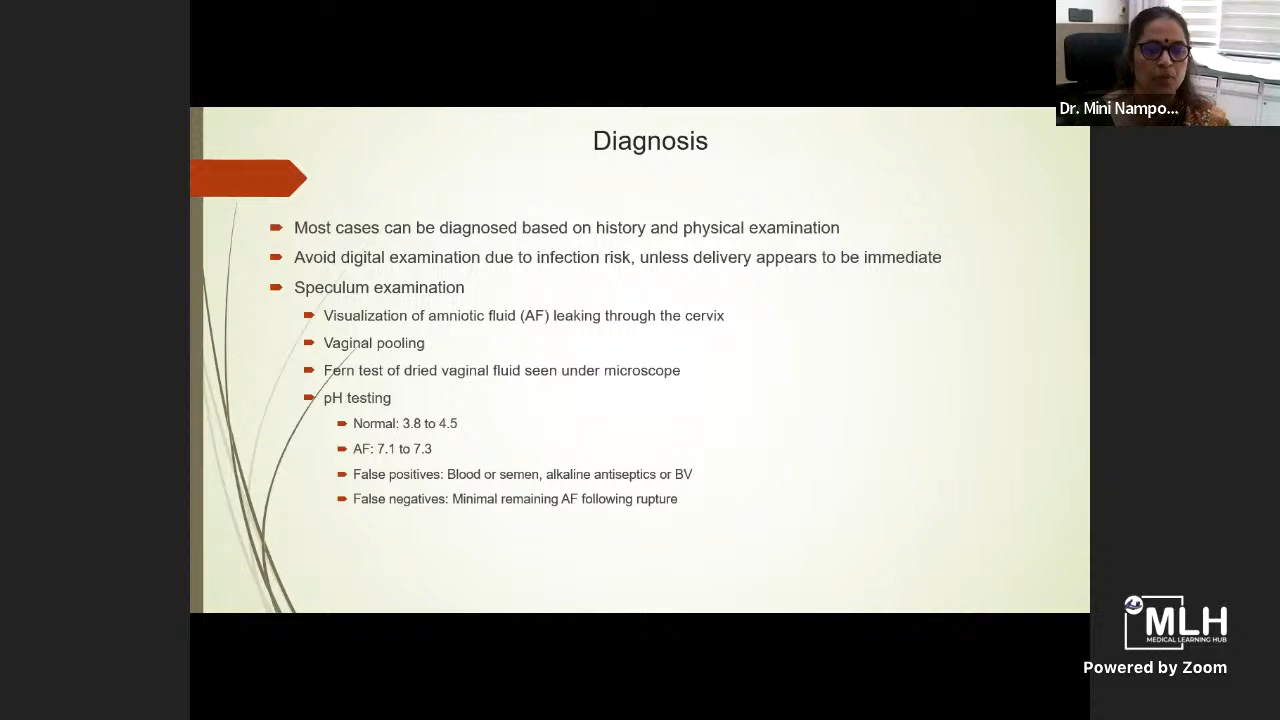 Dr. Mini Nampo...
Diagnosis
Most cases can be diagnosed based on history and physical examination
Avoid digital examination due to infection risk, unless delivery appears to be immediate
Speculum examination
Visualization of amniotic fluid (AF) leaking through the cervix
Vaginal pooling
Fern test of dried vaginal fluid seen under microscope
pH testing
Normal: 3.8 to 4.5
AF: 7.1 to 7.3
False positives: Blood or semen, alkaline antiseptics or BV
False negatives: Minimal remaining AF following rupture
MLH
MEDICAL LEARNING HUB
Powered by Zoom